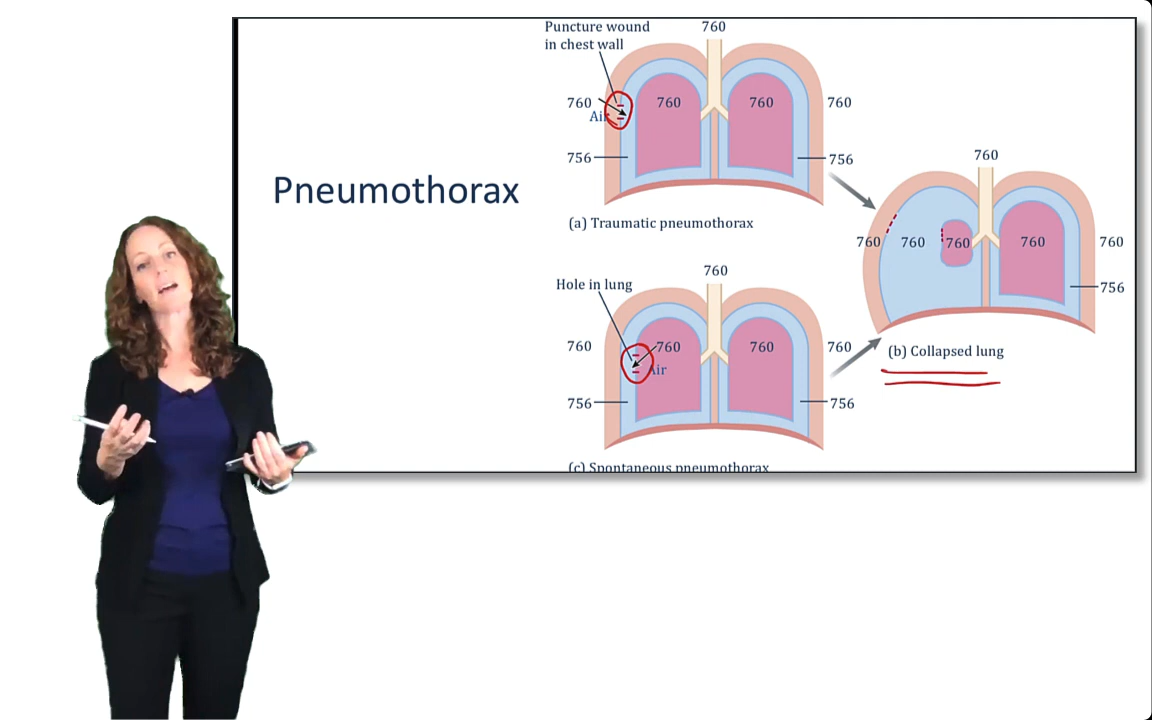 Pneumothorax
Puncture wound
in chest wall
760
760
760
760
760
Air
756
756
(a) Traumatic pneumothorax
Hole in lung
760
760
760
760
760
Air
756
756
(c) Spontaneous pneumothorax
760
760
760
760
760
760
756
(b) Collapsed lung